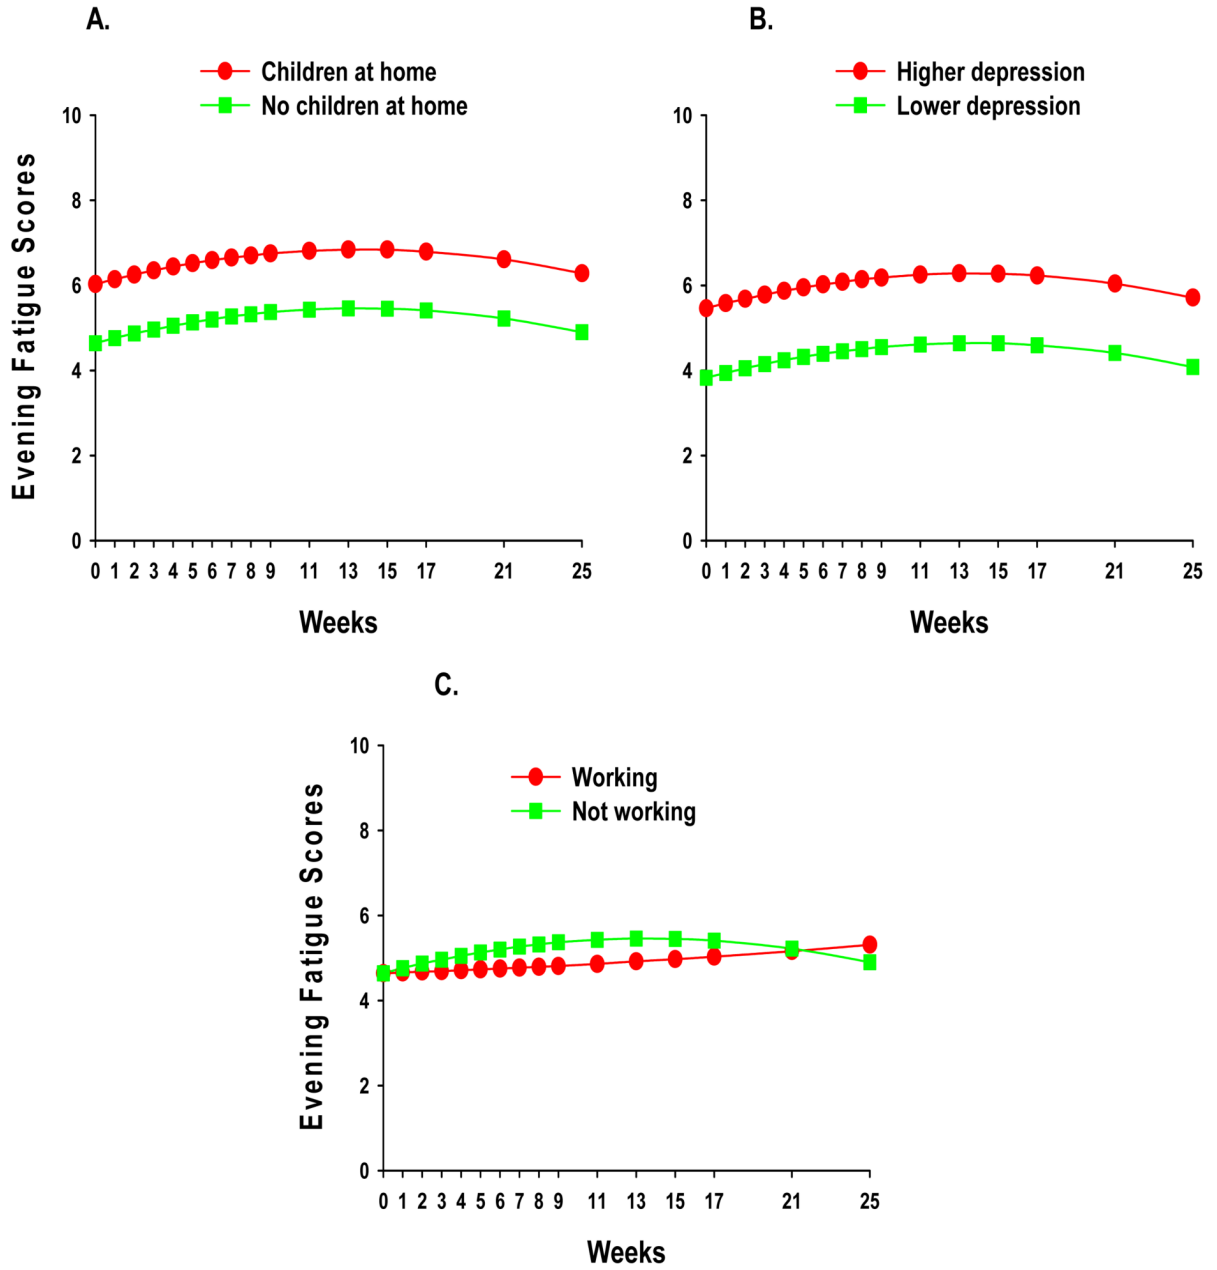 A.
Children at home
No children at home
Evening Fatigue Scores
10
8
6
4
2
0
0 1 2 3 4 5 6 7 8 9 11 13 15 17 21 25
Weeks
B.
Higher depression
Lower depression
10
8
6
4
2
0
0 1 2 3 4 5 6 7 8 9 11 13 15 17 21 25
Weeks
C.
Working
Not working
Evening Fatigue Scores
10
8
6
4
2
0
0 1 2 3 4 5 6 7 8 9 11 13 15 17 21 25
Weeks